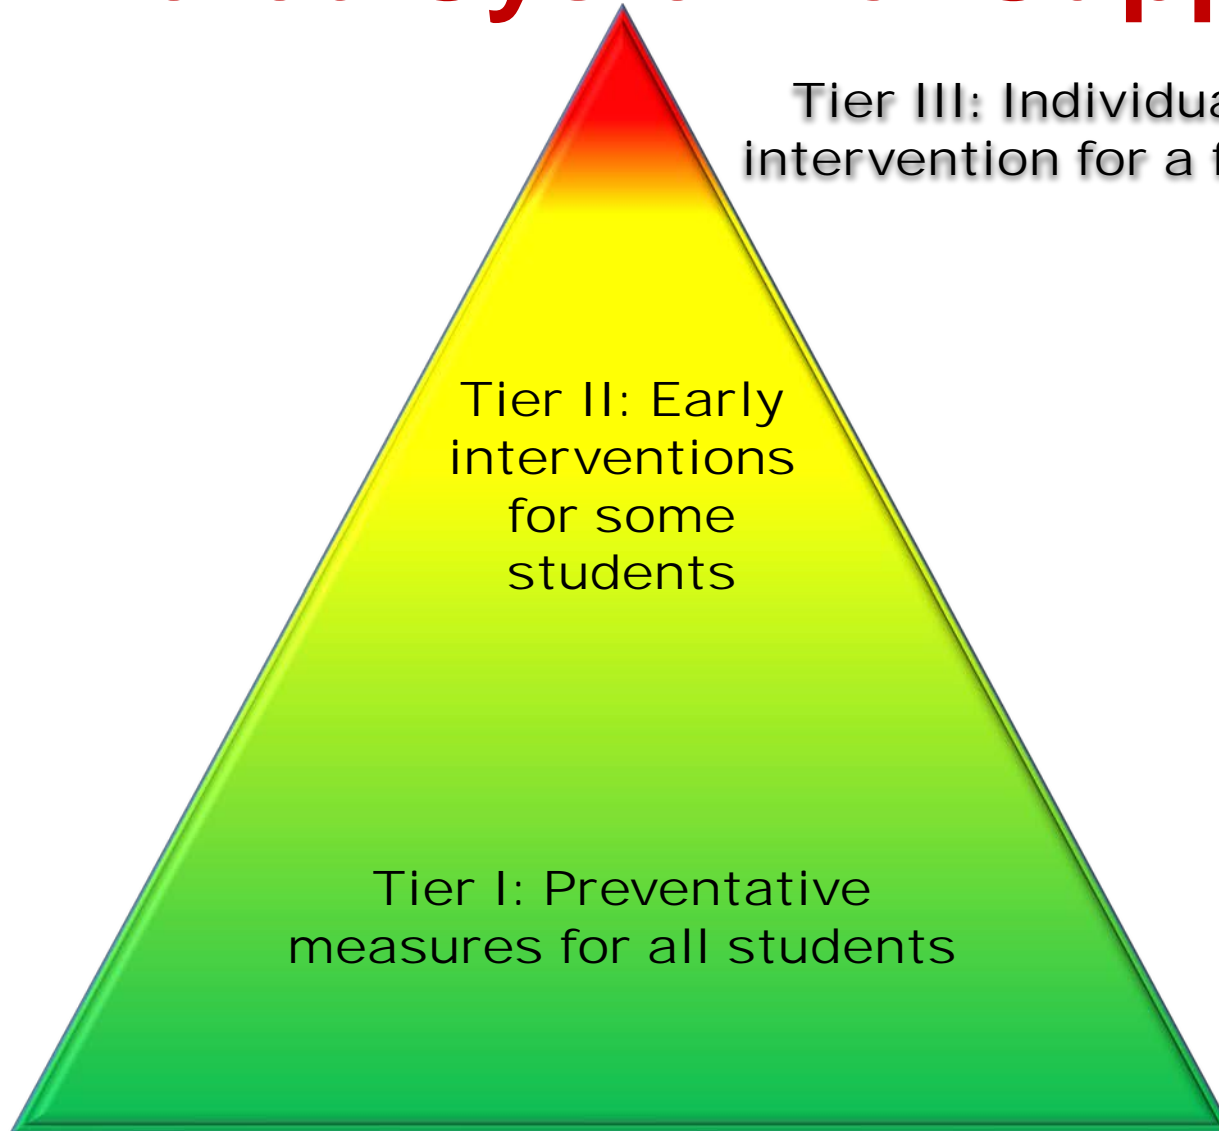 Tier III: Individua
intervention for a f
Tier II: Early
interventions
for some
students
Tier I: Preventative
measures for all students